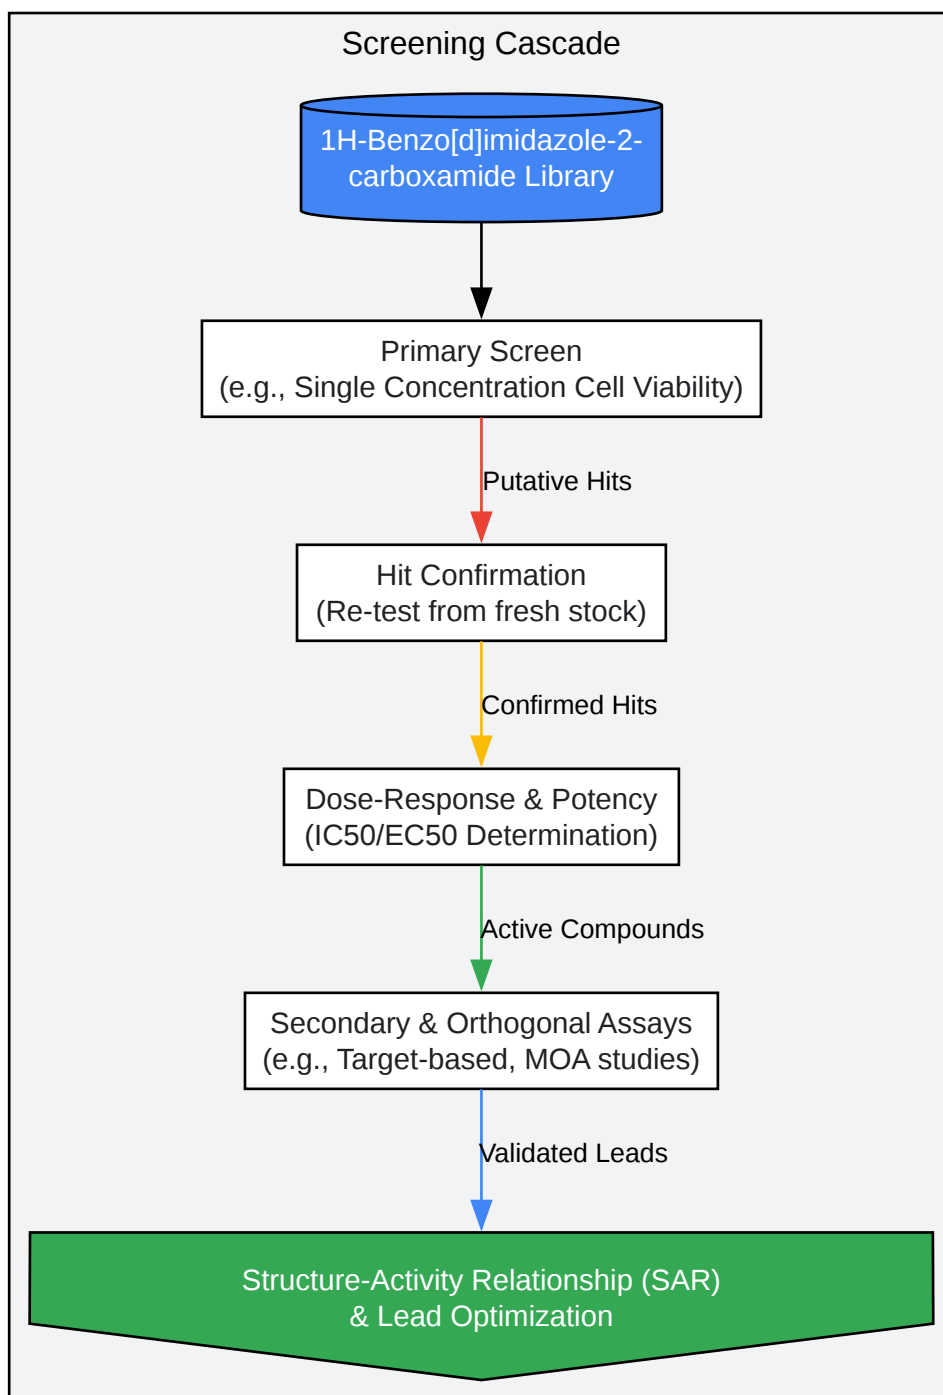 Screening Cascade
1H-Benzo[d]imidazole-2-
carboxamide Library
Primary Screen
(e.g., Single Concentration Cell Viability)
Putative Hits
Hit Confirmation
(Re-test from fresh stock)
Confirmed Hits
Dose-Response & Potency
(IC50/EC50 Determination)
Active Compounds
Secondary & Orthogonal Assays
(e.g., Target-based, MOA studies)
Validated Leads
Structure-Activity Relationship (SAR)
& Lead Optimization